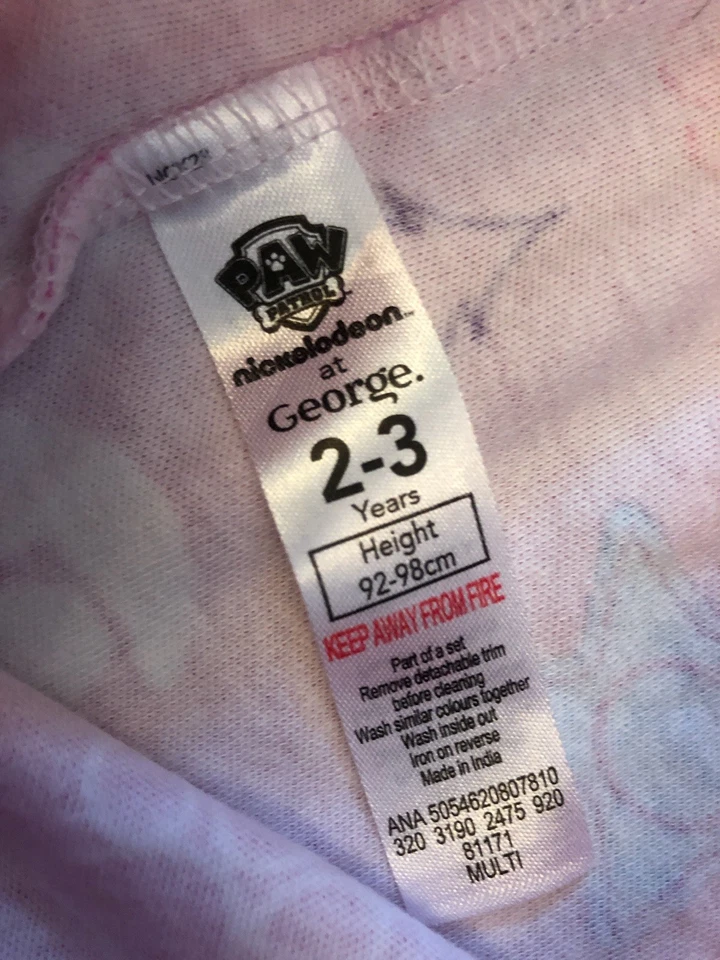 PAW
PATROL™
nickelodeon™
at
George.
2-3
Years
Height
92-98cm
KEEP AWAY FROM FIRE
Part of a set
Remove detachable trim
before cleaning
Wash similar colours together
Wash inside out
Iron on reverse
Made in India
ANA 5054620807810
320 3190 2475 920
81171
MULTI